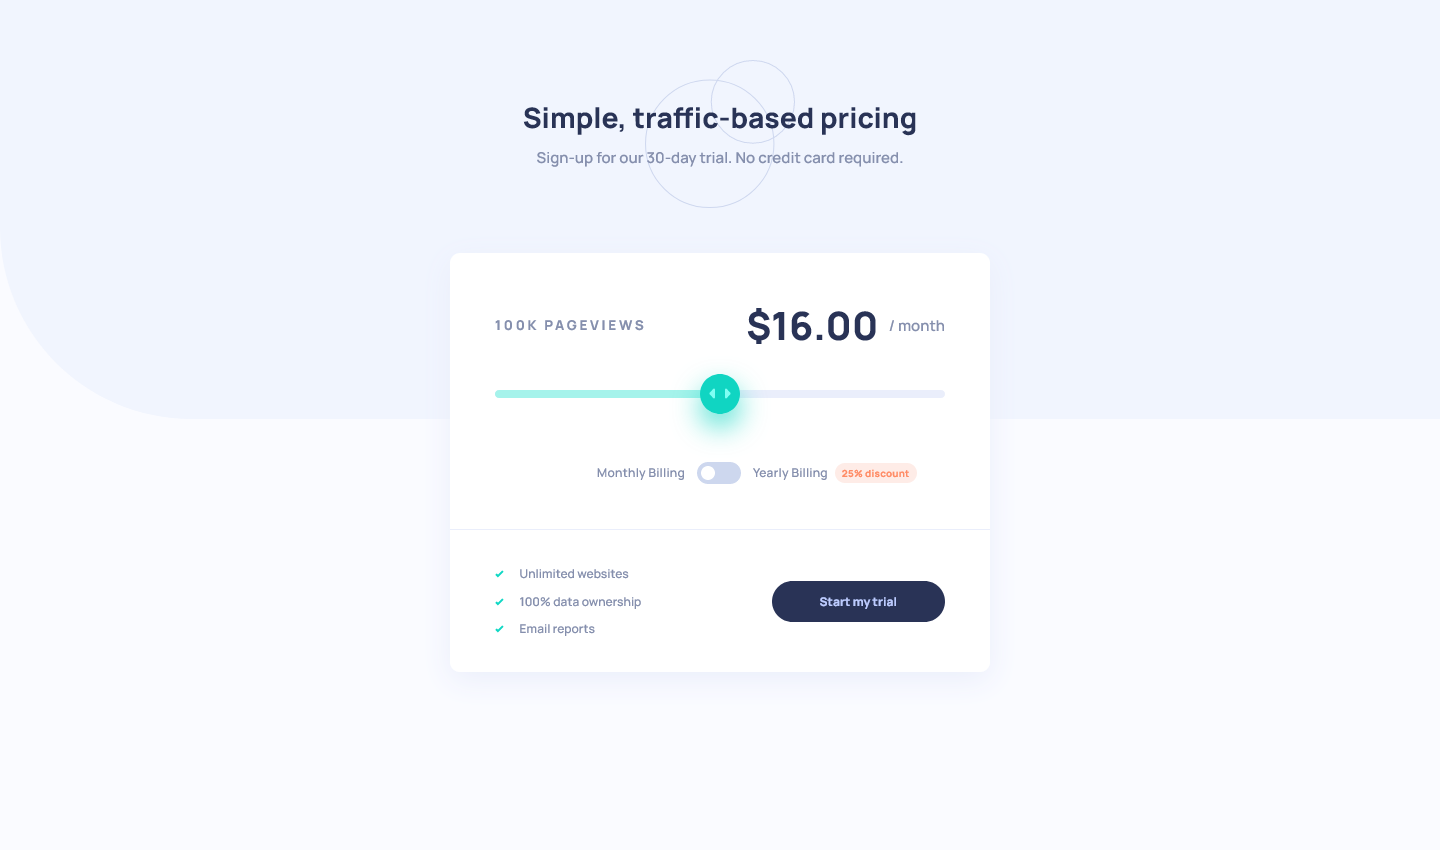 Simple, traffic-based pricing
Sign-up for our 30-day trial. No credit card required.
100K PAGEVIEWS
$16.00 / month
Monthly Billing
Yearly Billing 25% discount
Unlimited websites
100% data ownership
Email reports
Start my trial